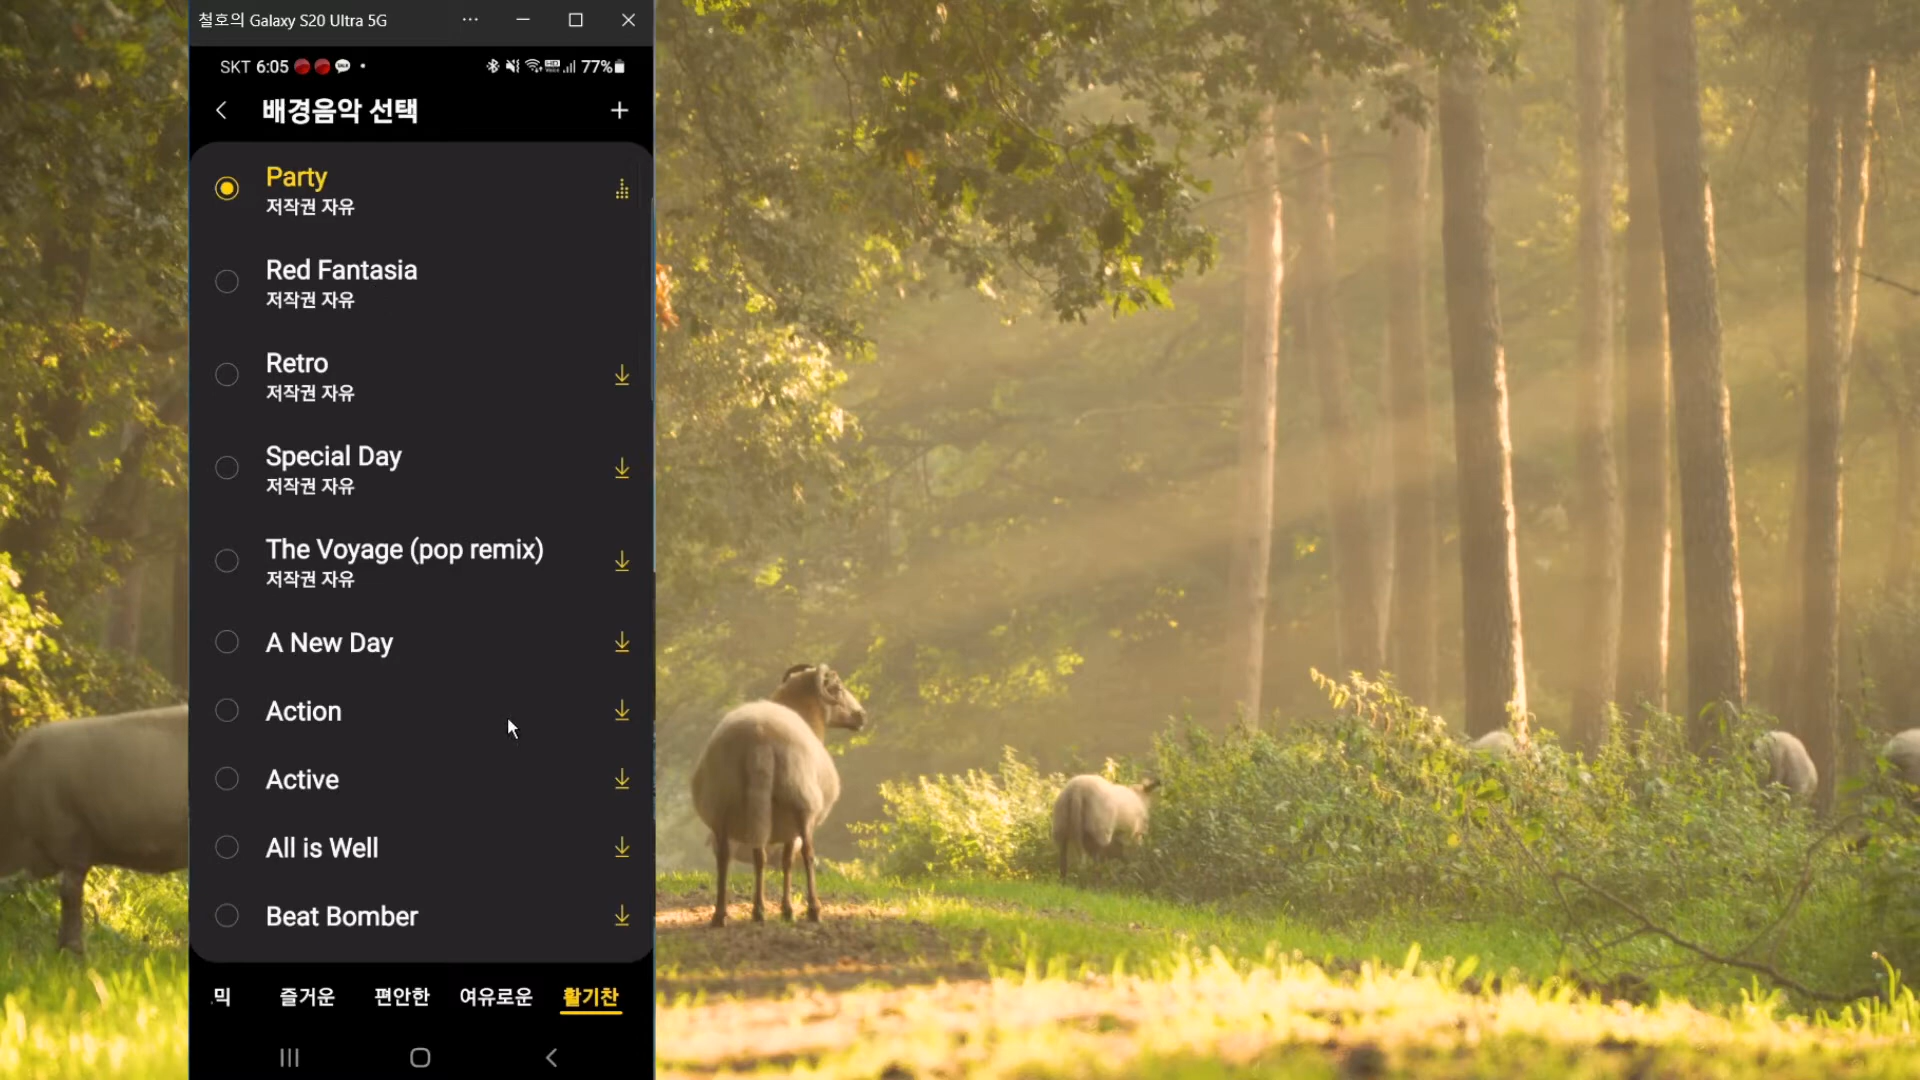 철호의 Galaxy S20 Ultra 5G
SKT 6:05 77%
배경음악 선택
Party
저작권 자유
Red Fantasia
저작권 자유
Retro
저작권 자유
Special Day
저작권 자유
The Voyage (pop remix)
저작권 자유
A New Day
Action
Active
All is Well
Beat Bomber
믹 즐거운 편안한 여유로운 활기찬